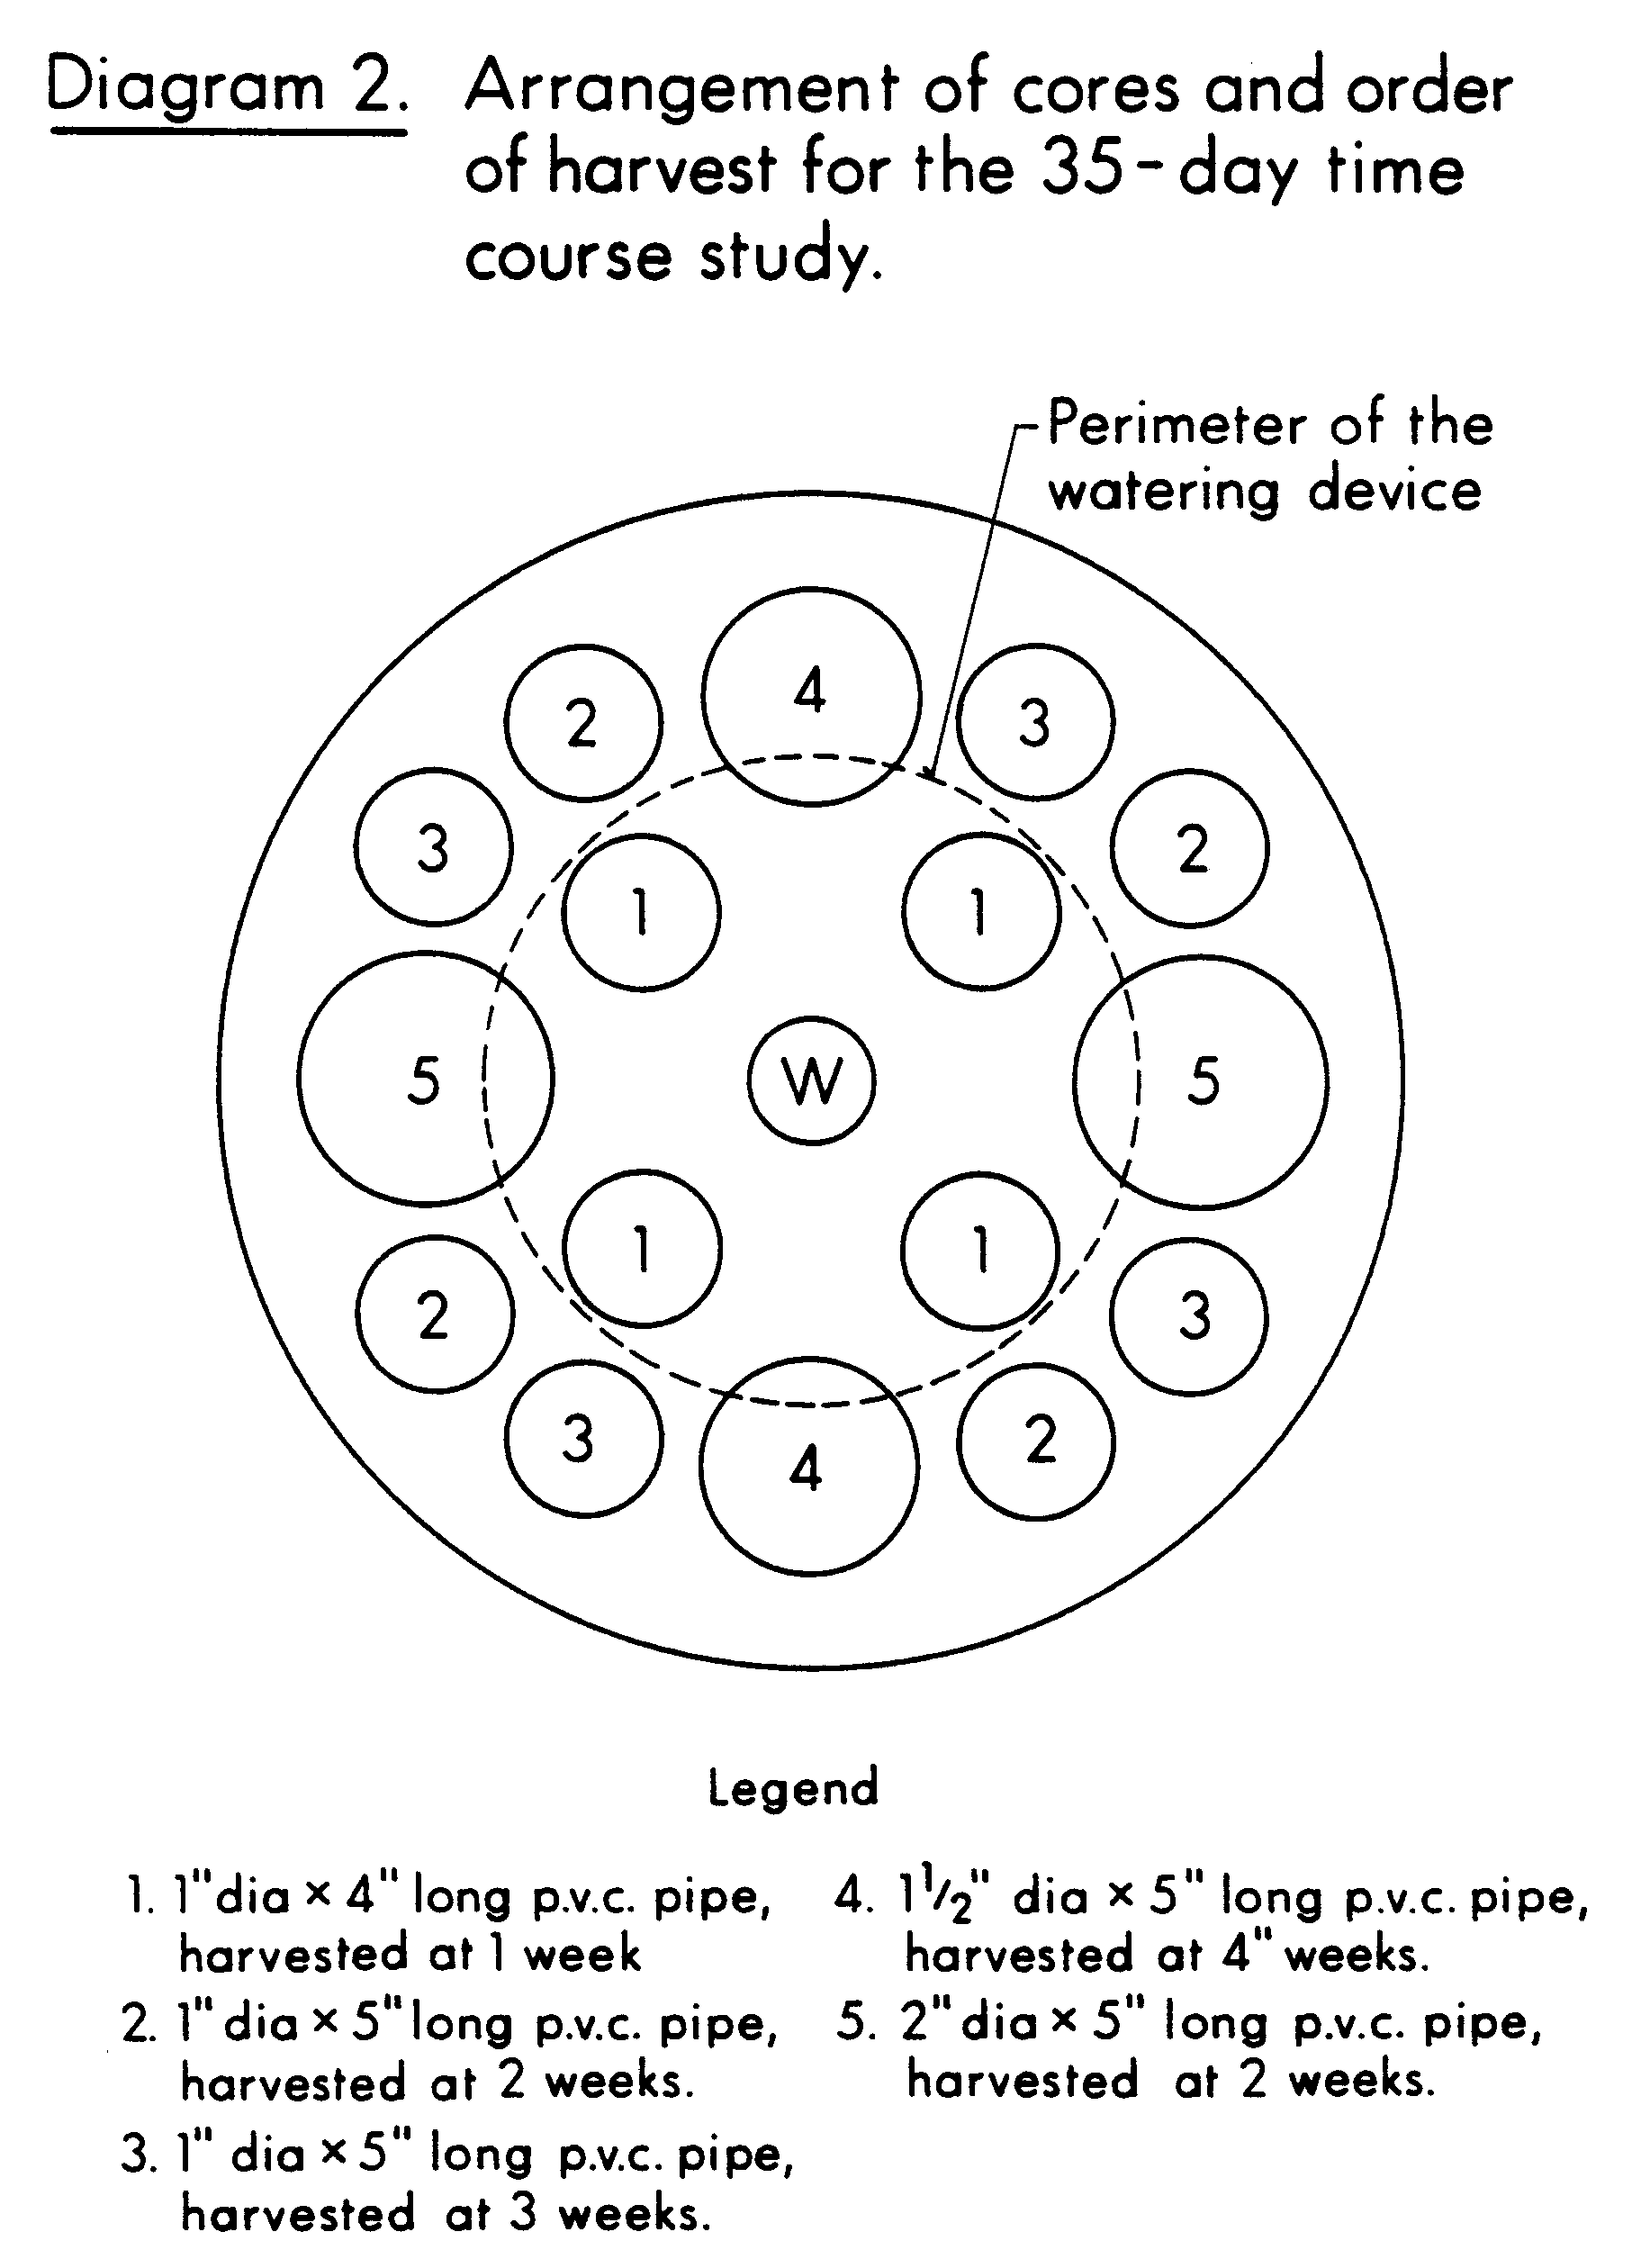 Diagram 2. Arrangement of cores and order
of harvest for the 35-day time
course study.
Perimeter of the
watering device
4
2
3
3
2
1
1
5
W
5
1
1
2
3
3
2
4
Legend
1. 1" dia × 4" long p.v.c. pipe,
harvested at 1 week
2. 1" dia × 5" long p.v.c. pipe,
harvested at 2 weeks.
3. 1" dia × 5" long p.v.c. pipe,
harvested at 3 weeks.
4. 1 1/2" dia × 5" long p.v.c. pipe,
harvested at 4" weeks.
5. 2" dia × 5" long p.v.c. pipe,
harvested at 2 weeks.